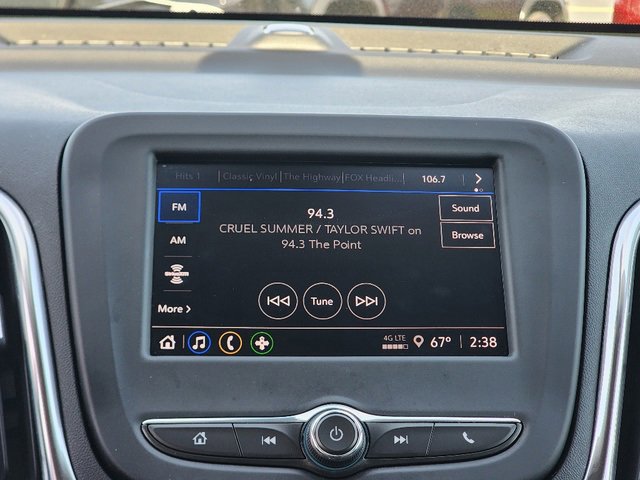 Hits 1 Classic Vinyl The Highway FOX Headli... 106.7
FM 94.3 Sound
CRUEL SUMMER / TAYLOR SWIFT on
94.3 The Point
Browse
AM
SiriusXM
Tune
More
4G LTE 67° 2:38